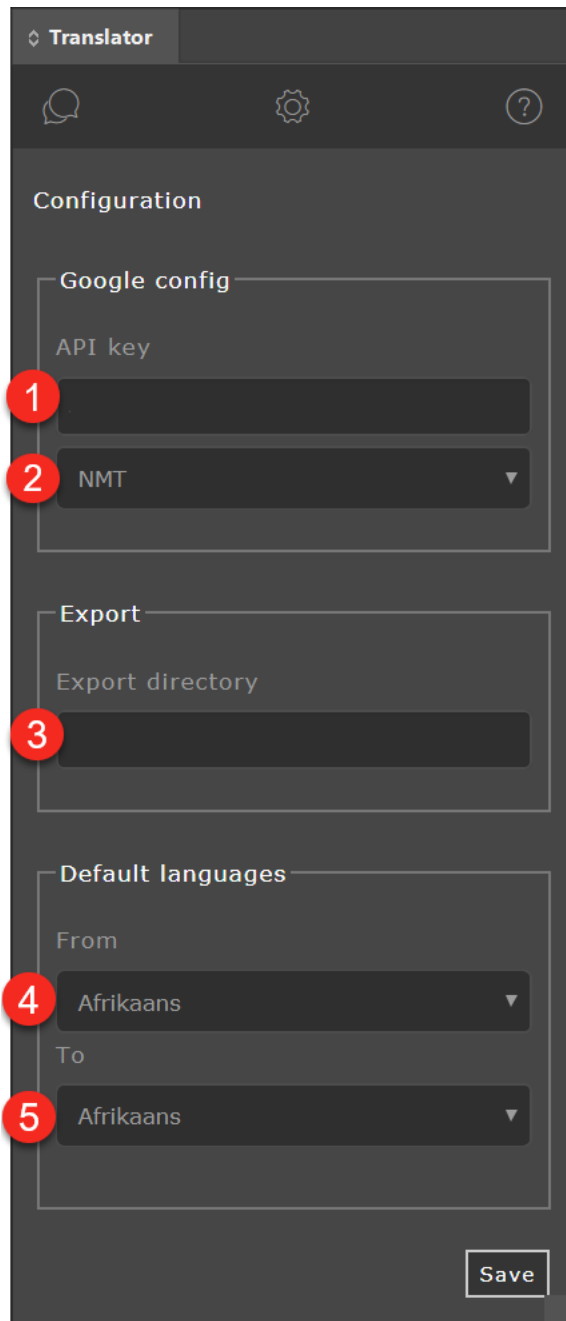 Translator
?
Configuration
Google config
API key
1
2 NMT
Export
Export directory
3
Default languages
From
4 Afrikaans
To
5 Afrikaans
Save